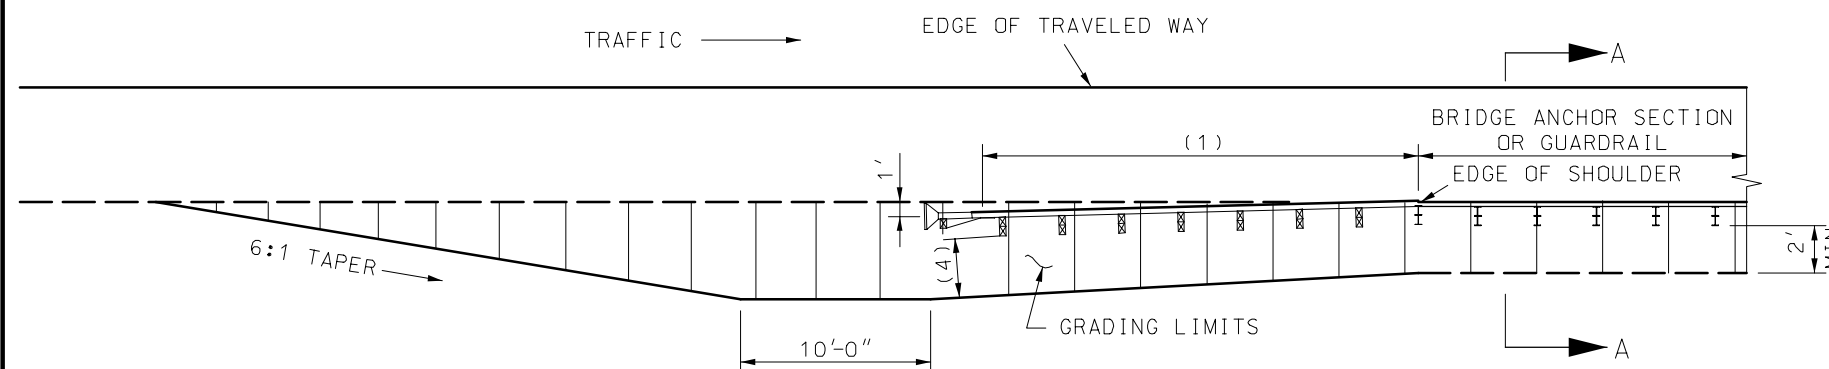 EDGE OF TRAVELED WAY
TRAFFIC
A
BRIDGE ANCHOR SECTION
OR GUARDRAIL
(1)
1'
EDGE OF SHOULDER
6:1 TAPER
(4)
2'
MIN
GRADING LIMITS
10'-0"
A